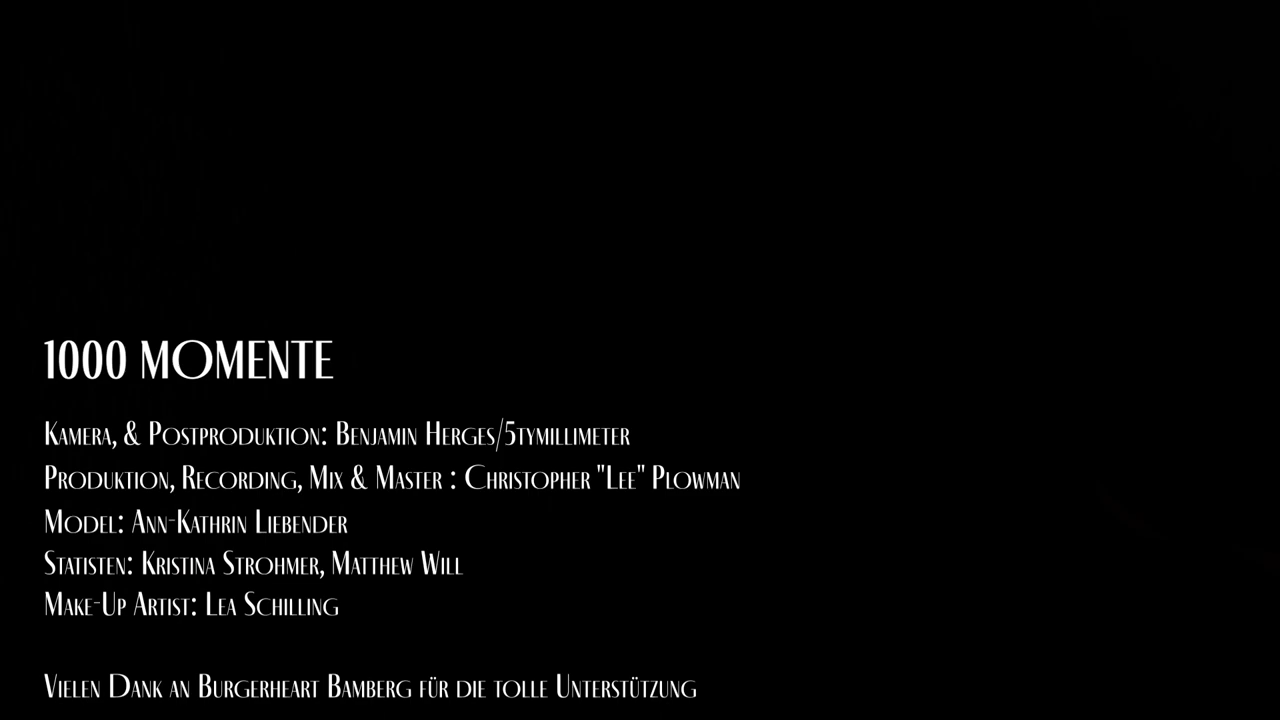 1000 MOMENTE
Kamera, & Postproduktion: Benjamin Herges/5tymillimeter
Produktion, Recording, Mix & Master : Christopher "Lee" Plowman
Model: Ann-Kathrin Liebender
Statisten: Kristina Strohmer, Matthew Will
Make-Up Artist: Lea Schilling
Vielen Dank an Burgerheart Bamberg für die tolle Unterstützung